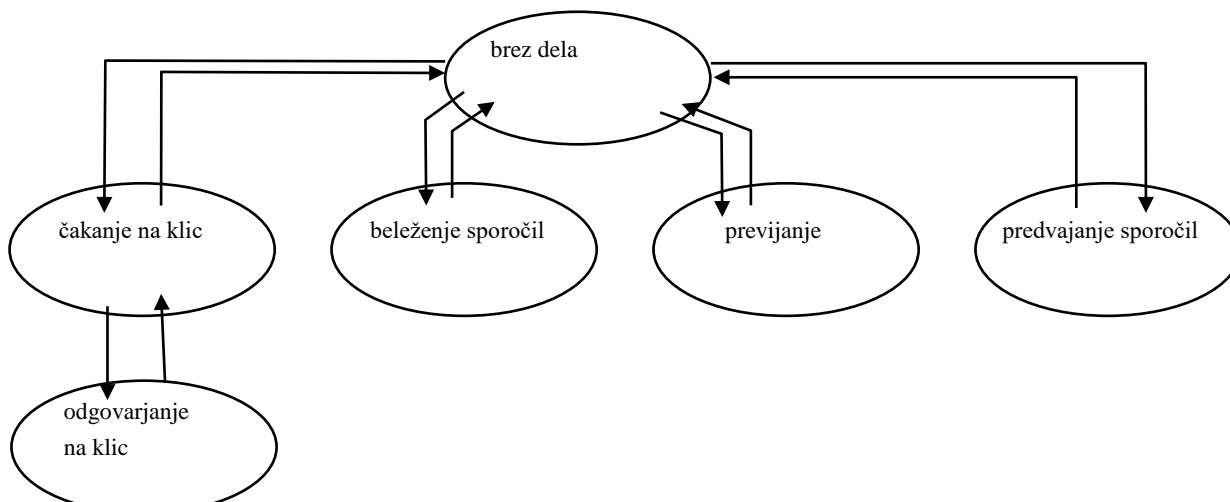 brez dela
čakanje na klic
beleženje sporočil
previjanje
predvajanje sporočil
odgovarjanje
na klic